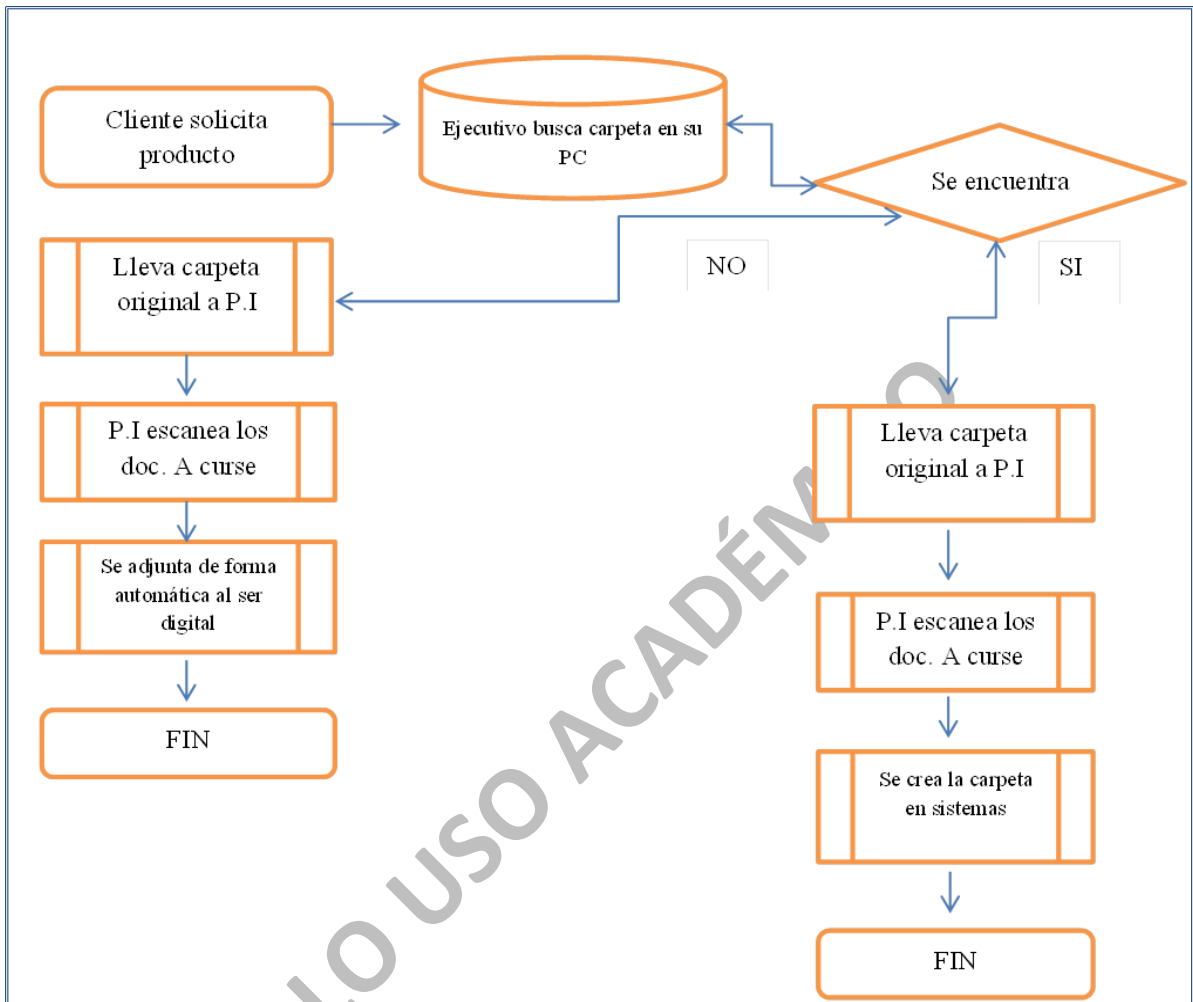 Cliente solicita
producto
Ejecutivo busca carpeta en su
PC
Se encuentra
NO
SI
Lleva carpeta
original a P.I
P.I escanea los
doc. A curse
Se adjunta de forma
automática al ser
digital
FIN
Lleva carpeta
original a P.I
P.I escanea los
doc. A curse
Se crea la carpeta
en sistemas
FIN
LO USO ACADÉM